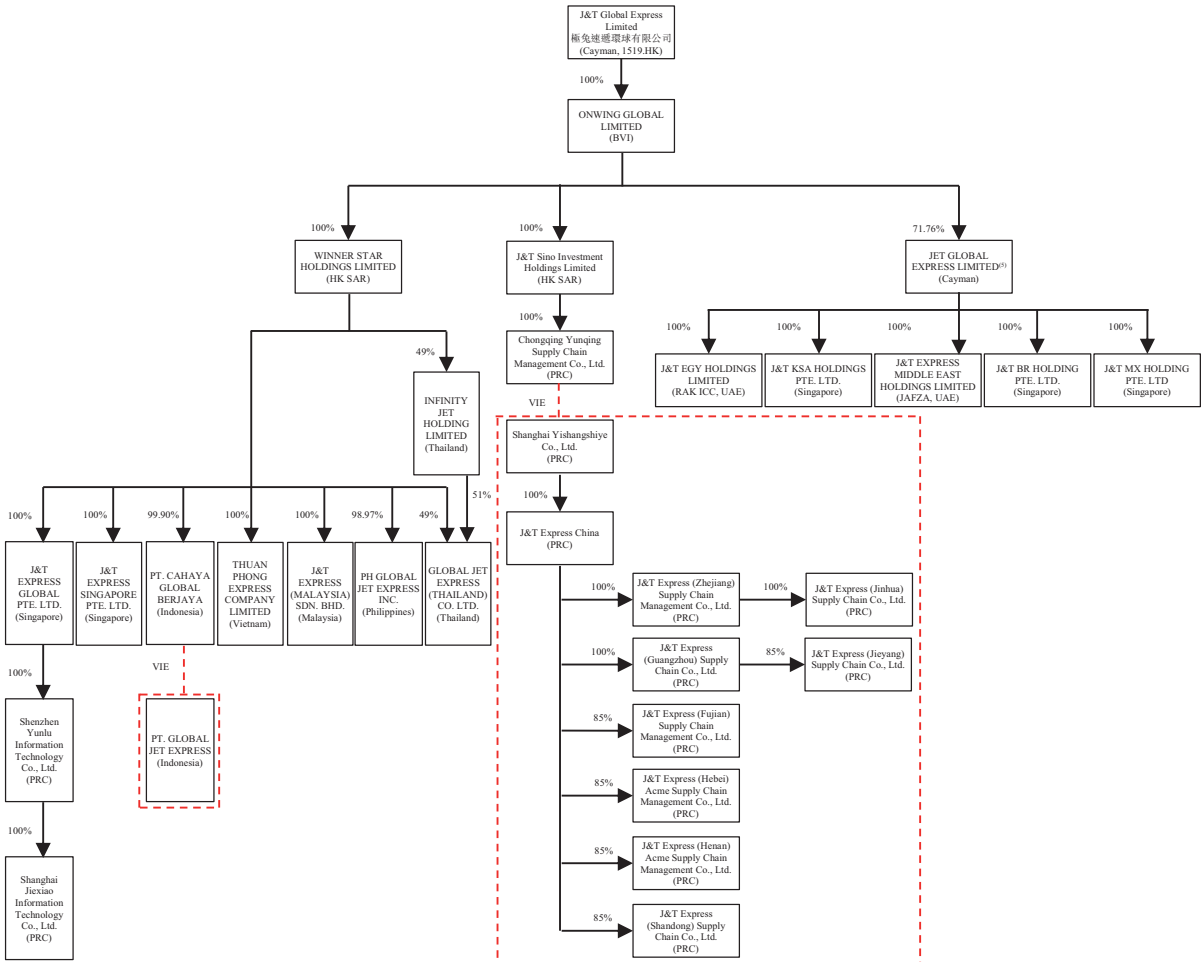 J&T Global Express
Limited
極兔速遞環球有限公司
(Cayman, 1519.HK)
100%
ONWING GLOBAL
LIMITED
(BVI)
100%
100%
71.76%
WINNER STAR
HOLDINGS LIMITED
(HK SAR)
J&T Sino Investment
Holdings Limited
(HK SAR)
JET GLOBAL
EXPRESS LIMITED(5)
(Cayman)
100%
Chongqing Yunqing
Supply Chain
Management Co., Ltd.
(PRC)
100%
100%
100%
100%
100%
J&T EGY HOLDINGS
LIMITED
(RAK ICC, UAE)
J&T KSA HOLDINGS
PTE. LTD.
(Singapore)
J&T EXPRESS
MIDDLE EAST
HOLDINGS LIMITED
(JAFZA, UAE)
J&T BR HOLDING
PTE. LTD.
(Singapore)
J&T MX HOLDING
PTE. LTD
(Singapore)
49%
INFINITY
JET
HOLDING
LIMITED
(Thailand)
VIE
Shanghai Yishangshiye
Co., Ltd.
(PRC)
100%
J&T Express China
(PRC)
100%
100%
99.90%
100%
100%
98.97%
49%
51%
J&T
EXPRESS
GLOBAL
PTE. LTD.
(Singapore)
J&T
EXPRESS
SINGAPORE
PTE. LTD.
(Singapore)
PT. CAHAYA
GLOBAL
BERJAYA
(Indonesia)
THUAN
PHONG
EXPRESS
COMPANY
LIMITED
(Vietnam)
J&T
EXPRESS
(MALAYSIA)
SDN. BHD.
(Malaysia)
PH GLOBAL
JET EXPRESS
INC.
(Philippines)
GLOBAL JET
EXPRESS
(THAILAND)
CO. LTD.
(Thailand)
100%
J&T Express (Zhejiang)
Supply Chain
Management Co., Ltd.
(PRC)
100%
J&T Express (Jinhua)
Supply Chain Co., Ltd.
(PRC)
100%
J&T Express
(Guangzhou) Supply
Chain Co., Ltd.
(PRC)
85%
J&T Express (Jieyang)
Supply Chain Co., Ltd.
(PRC)
100%
VIE
Shenzhen
Yunlu
Information
Technology
Co., Ltd.
(PRC)
PT. GLOBAL
JET EXPRESS
(Indonesia)
85%
J&T Express (Fujian)
Supply Chain
Management Co., Ltd.
(PRC)
85%
J&T Express (Hebei)
Acme Supply Chain
Management Co., Ltd.
(PRC)
100%
Shanghai
Jiexiao
Information
Technology
Co., Ltd.
(PRC)
85%
J&T Express (Henan)
Acme Supply Chain
Management Co., Ltd.
(PRC)
85%
J&T Express
(Shandong) Supply
Chain Co., Ltd.
(PRC)